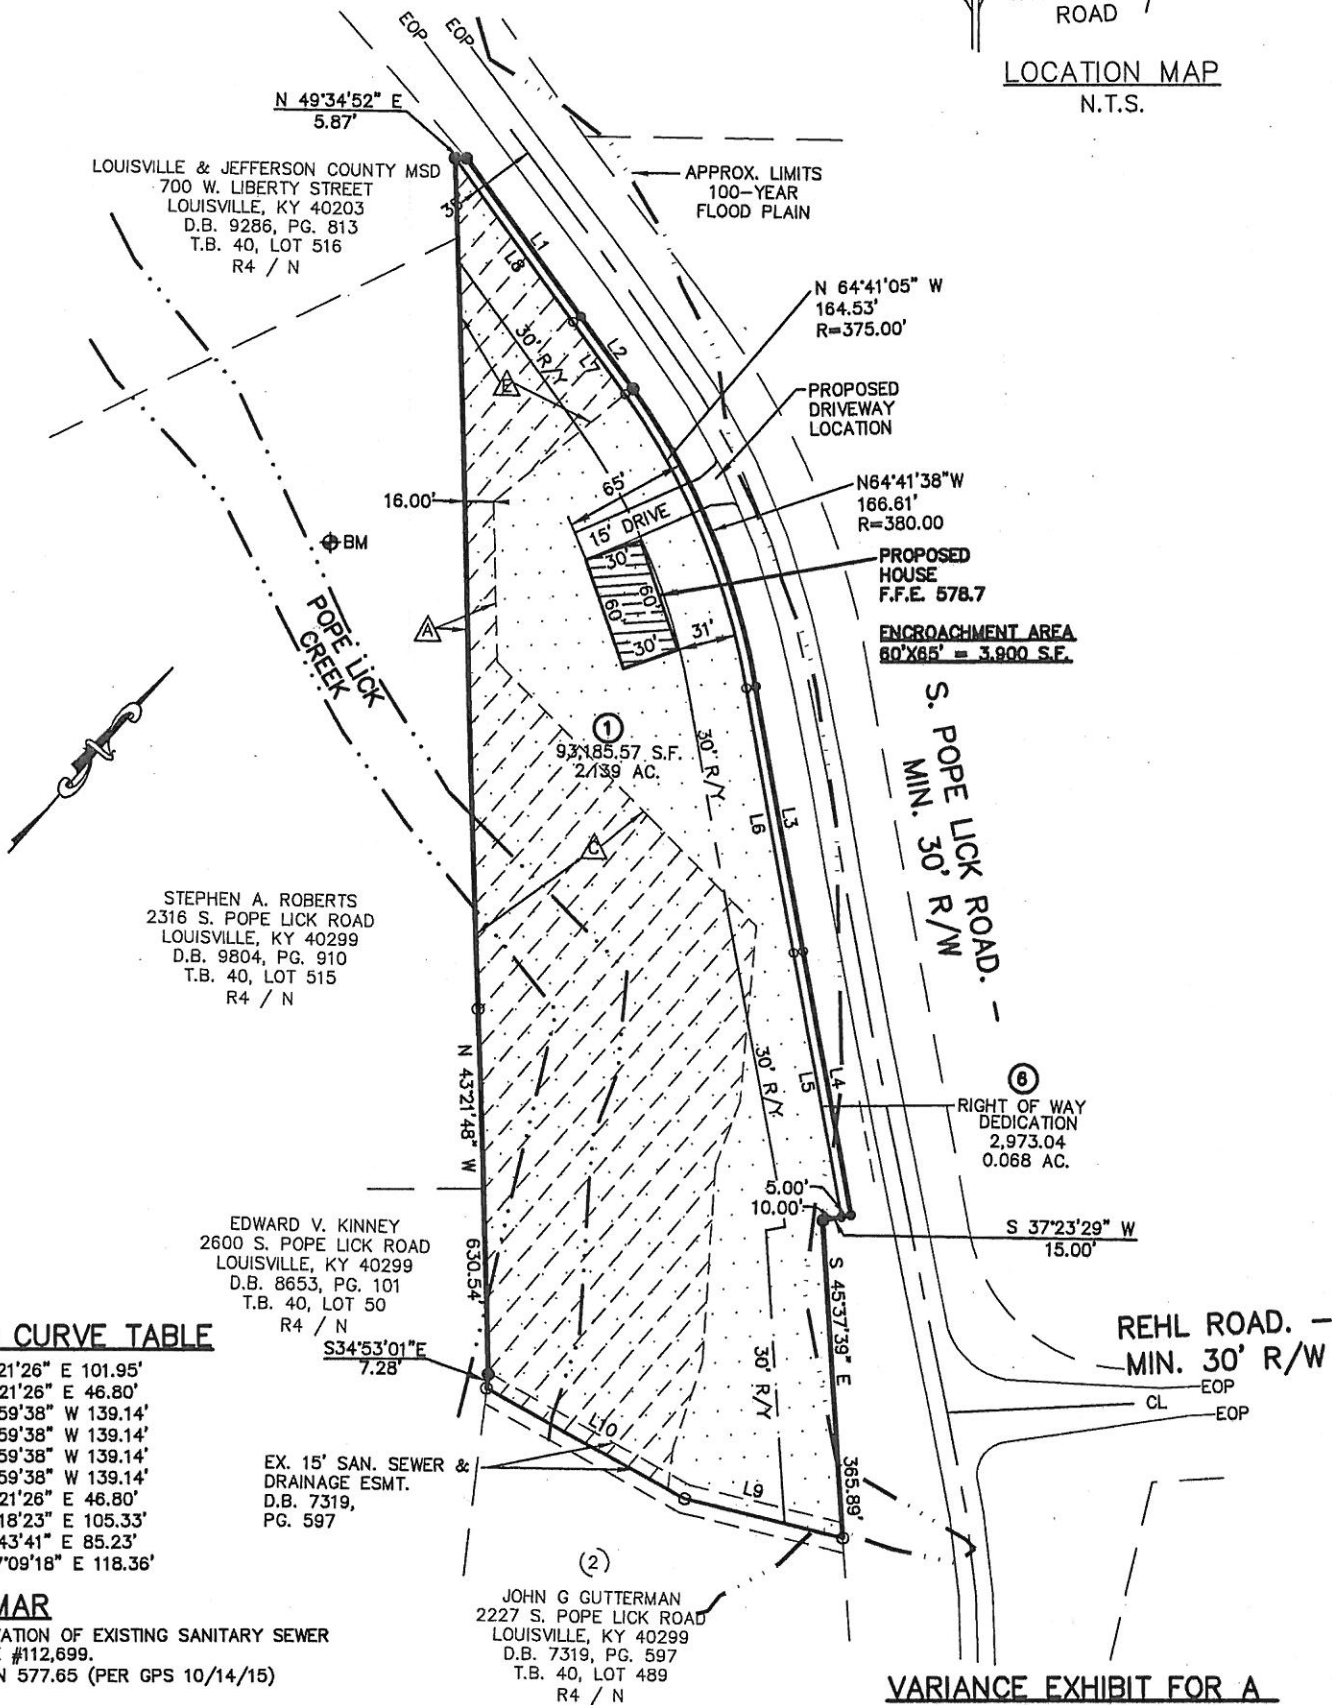 ROAD
LOCATION MAP
N.T.S.
EOP
EOP
N 49°34'52" E
5.87'
LOUISVILLE & JEFFERSON COUNTY MSD
700 W. LIBERTY STREET
LOUISVILLE, KY 40203
D.B. 9286, PG. 813
T.B. 40, LOT 516
R4 / N
APPROX. LIMITS
100-YEAR
FLOOD PLAIN
L1
L8
N 64°41'05" W
164.53'
R=375.00'
30' R/Y
L2
L7
E
PROPOSED
DRIVEWAY
LOCATION
16.00'
65'
15' DRIVE
N64°41'38"W
166.61'
R=380.00
BM
30'
60'
60'
30'
31'
PROPOSED
HOUSE
F.F.E. 578.7
ENCROACHMENT AREA
60'X65' = 3,900 S.F.
A
POPE LICK
CREEK
1
93,185.57 S.F.
2.139 AC.
30' R/Y
L3
L6
S. POPE LICK ROAD. -
MIN. 30' R/W
C
STEPHEN A. ROBERTS
2316 S. POPE LICK ROAD
LOUISVILLE, KY 40299
D.B. 9804, PG. 910
T.B. 40, LOT 515
R4 / N
N 43°21'48" W
630.54'
30' R/Y
L5
L4
RIGHT OF WAY
DEDICATION
2,973.04
0.068 AC.
5.00'
10.00'
S 37°23'29" W
15.00'
EDWARD V. KINNEY
2600 S. POPE LICK ROAD
LOUISVILLE, KY 40299
D.B. 8653, PG. 101
T.B. 40, LOT 50
R4 / N
S 45°37'39" E
365.89'
30' R/Y
S34°53'01"E
7.28'
REHL ROAD. -
MIN. 30' R/W
EOP
CL
EOP
CURVE TABLE
21'26" E 101.95'
21'26" E 46.80'
59'38" W 139.14'
59'38" W 139.14'
59'38" W 139.14'
59'38" W 139.14'
21'26" E 46.80'
18'23" E 105.33'
43'41" E 85.23'
°09'18" E 118.36'
L10
L9
EX. 15' SAN. SEWER &
DRAINAGE ESMT.
D.B. 7319,
PG. 597
(2)
JOHN G GUTTERMAN
2227 S. POPE LICK ROAD
LOUISVILLE, KY 40299
D.B. 7319, PG. 597
T.B. 40, LOT 489
R4 / N
MAR
ATION OF EXISTING SANITARY SEWER
#112,699.
N 577.65 (PER GPS 10/14/15)
VARIANCE EXHIBIT FOR A